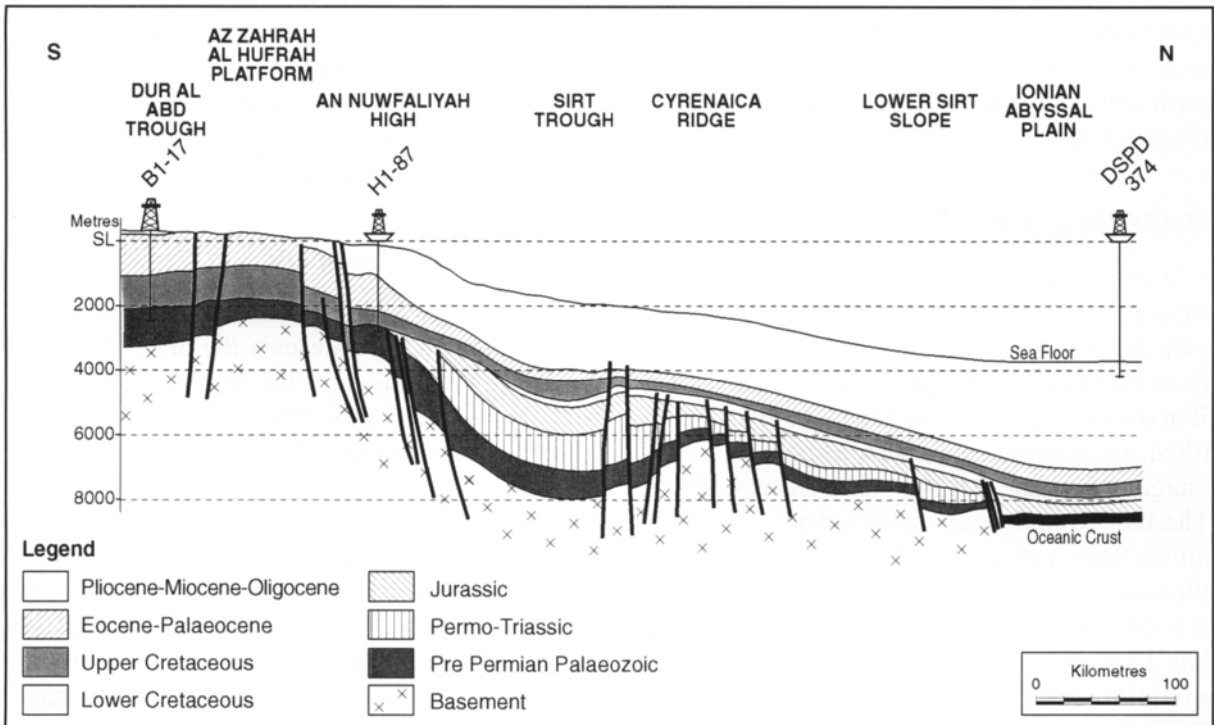 S
AZ ZAHRAH
AL HUFRAH
PLATFORM
N
DUR AL
ABD
TROUGH
AN NUWFALIYAH
HIGH
SIRT
TROUGH
CYRENAICA
RIDGE
LOWER SIRT
SLOPE
IONIAN
ABYSSAL
PLAIN
B1-17
H1-87
DSPD
374
Metres
SL
2000
4000
6000
8000
Sea Floor
Oceanic Crust
Legend
Pliocene-Miocene-Oligocene
Eocene-Palaeocene
Upper Cretaceous
Lower Cretaceous
Jurassic
Permo-Triassic
Pre Permian Palaeozoic
Basement
Kilometres
0 100